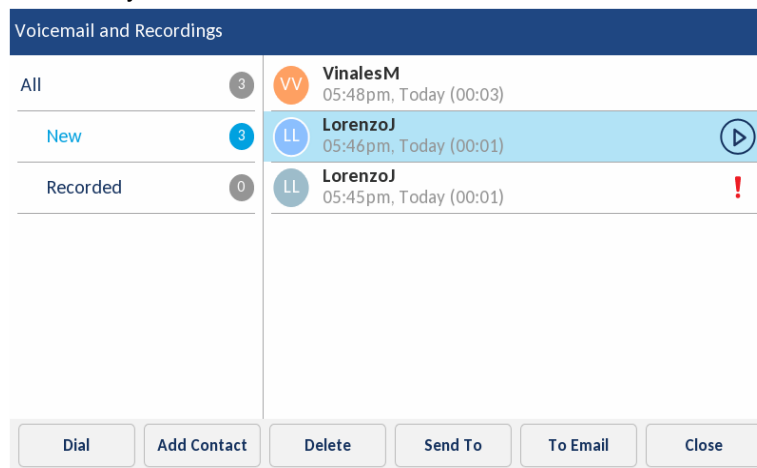 Voicemail and Recordings
All 3
New 3
Recorded 0
VV VinalesM
05:48pm, Today (00:03)
LL LorenzoJ
05:46pm, Today (00:01)
LL LorenzoJ
05:45pm, Today (00:01) !
Dial Add Contact Delete Send To To Email Close